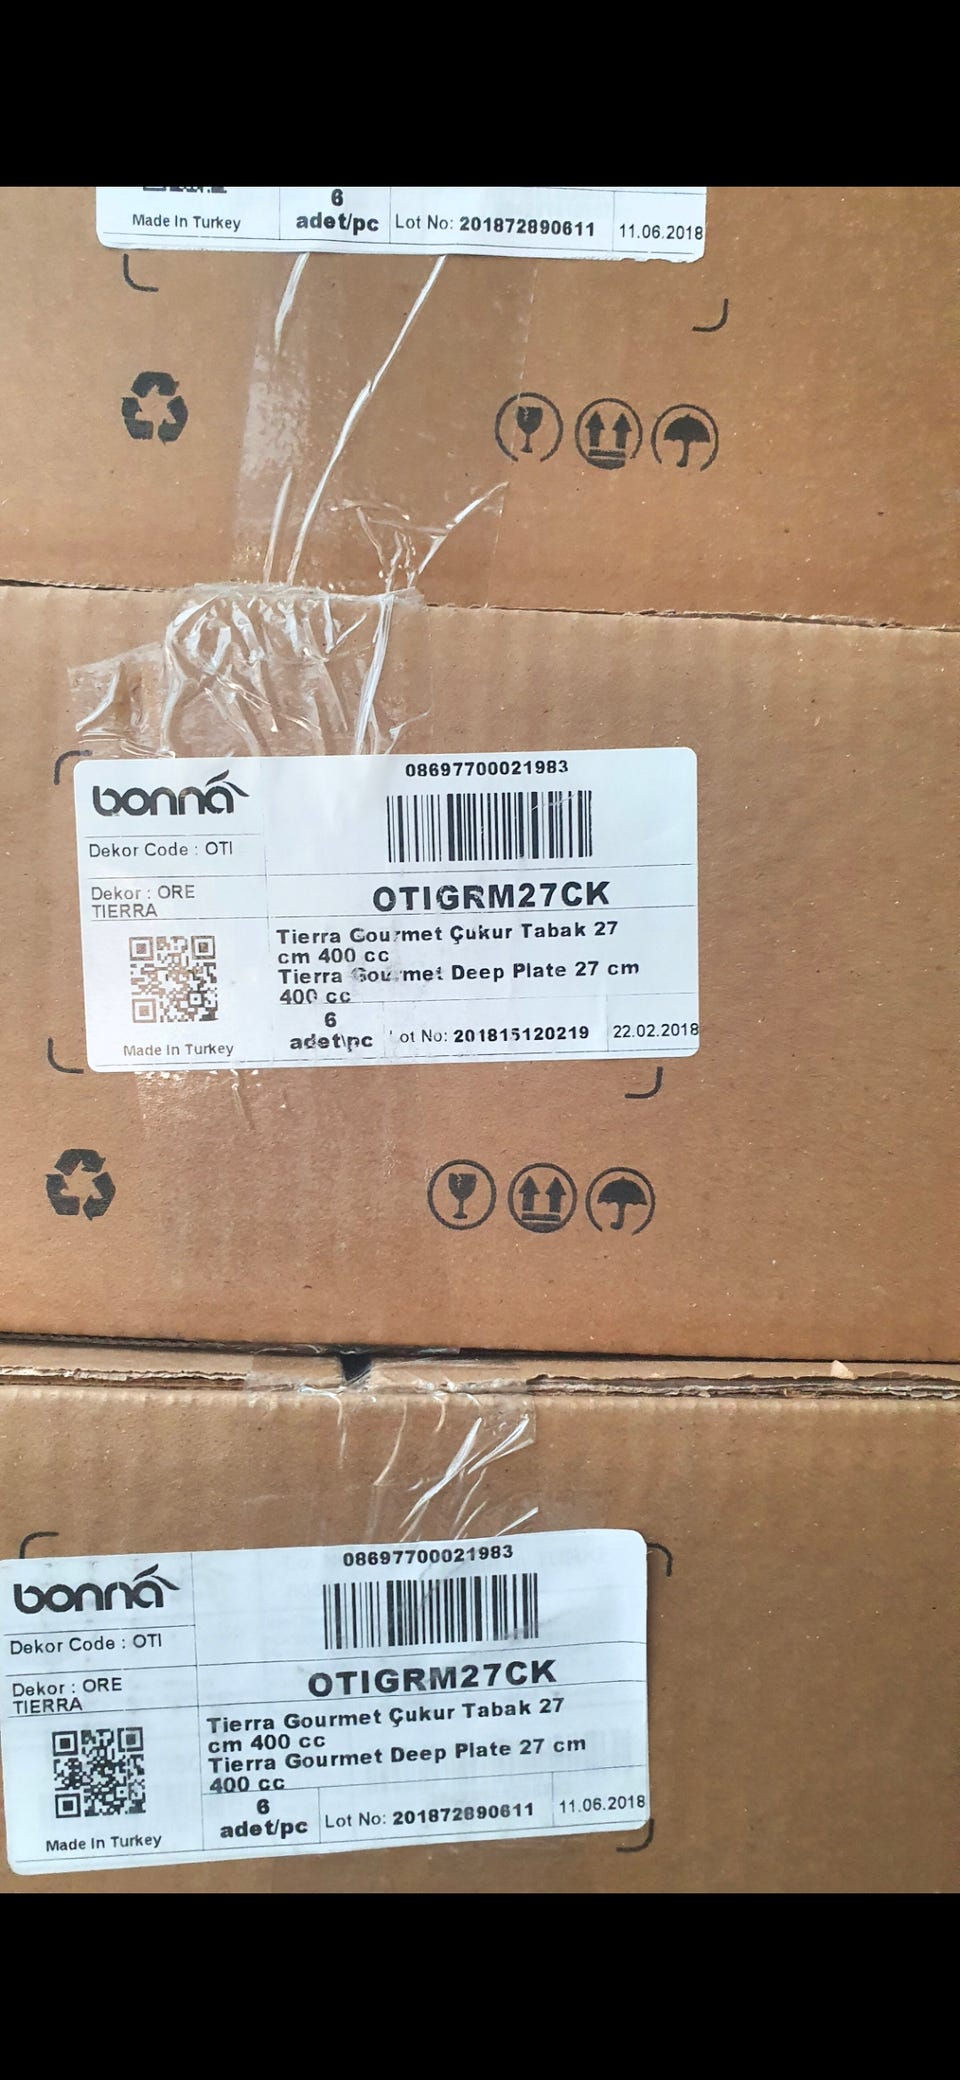 6
adet/pc
Made In Turkey
Lot No: 201872890611
11.06.2018
bonna
08697700021983
Dekor Code : OTI
OTIGRM27CK
Dekor : ORE
TIERRA
Tierra Gourmet Çukur Tabak 27
cm 400 cc
Tierra Gourmet Deep Plate 27 cm
400 cc
6
adet\pc
Lot No: 201815120219
22.02.2018
Made In Turkey
bonna
08697700021983
Dekor Code : OTI
OTIGRM27CK
Dekor : ORE
TIERRA
Tierra Gourmet Çukur Tabak 27
cm 400 cc
Tierra Gourmet Deep Plate 27 cm
400 cc
6
adet/pc
Lot No: 201872890611
11.06.2018
Made In Turkey